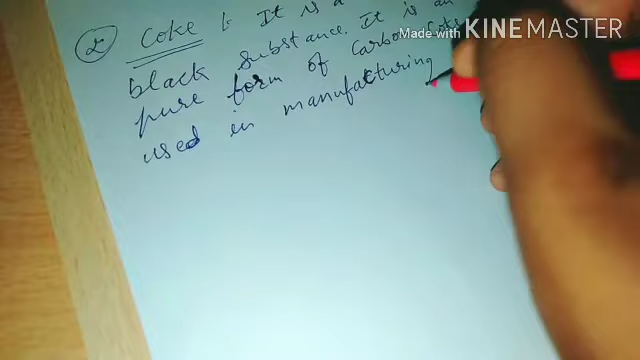 Made with KINEMASTER
② Coke :- It is a
black substance. It is an
pure form of Carbon. Coke
used in manufacturing